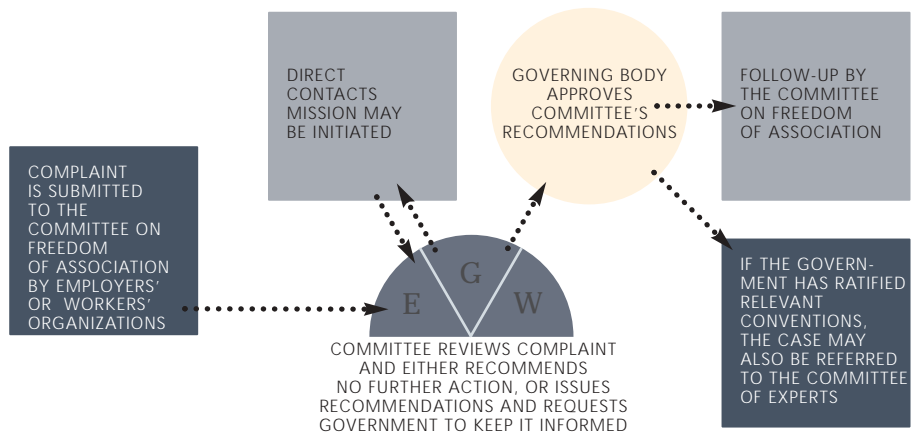 COMPLAINT
IS SUBMITTED
TO THE
COMMITTEE ON
FREEDOM
OF ASSOCIATION
BY EMPLOYERS'
OR WORKERS'
ORGANIZATIONS
DIRECT
CONTACTS
MISSION MAY
BE INITIATED
E
G
W
COMMITTEE REVIEWS COMPLAINT
AND EITHER RECOMMENDS
NO FURTHER ACTION, OR ISSUES
RECOMMENDATIONS AND REQUESTS
GOVERNMENT TO KEEP IT INFORMED
GOVERNING BODY
APPROVES
COMMITTEE'S
RECOMMENDATIONS
FOLLOW-UP BY
THE COMMITTEE
ON FREEDOM
OF ASSOCIATION
IF THE GOVERN-
MENT HAS RATIFIED
RELEVANT
CONVENTIONS,
THE CASE MAY
ALSO BE REFERRED
TO THE COMMITTEE
OF EXPERTS